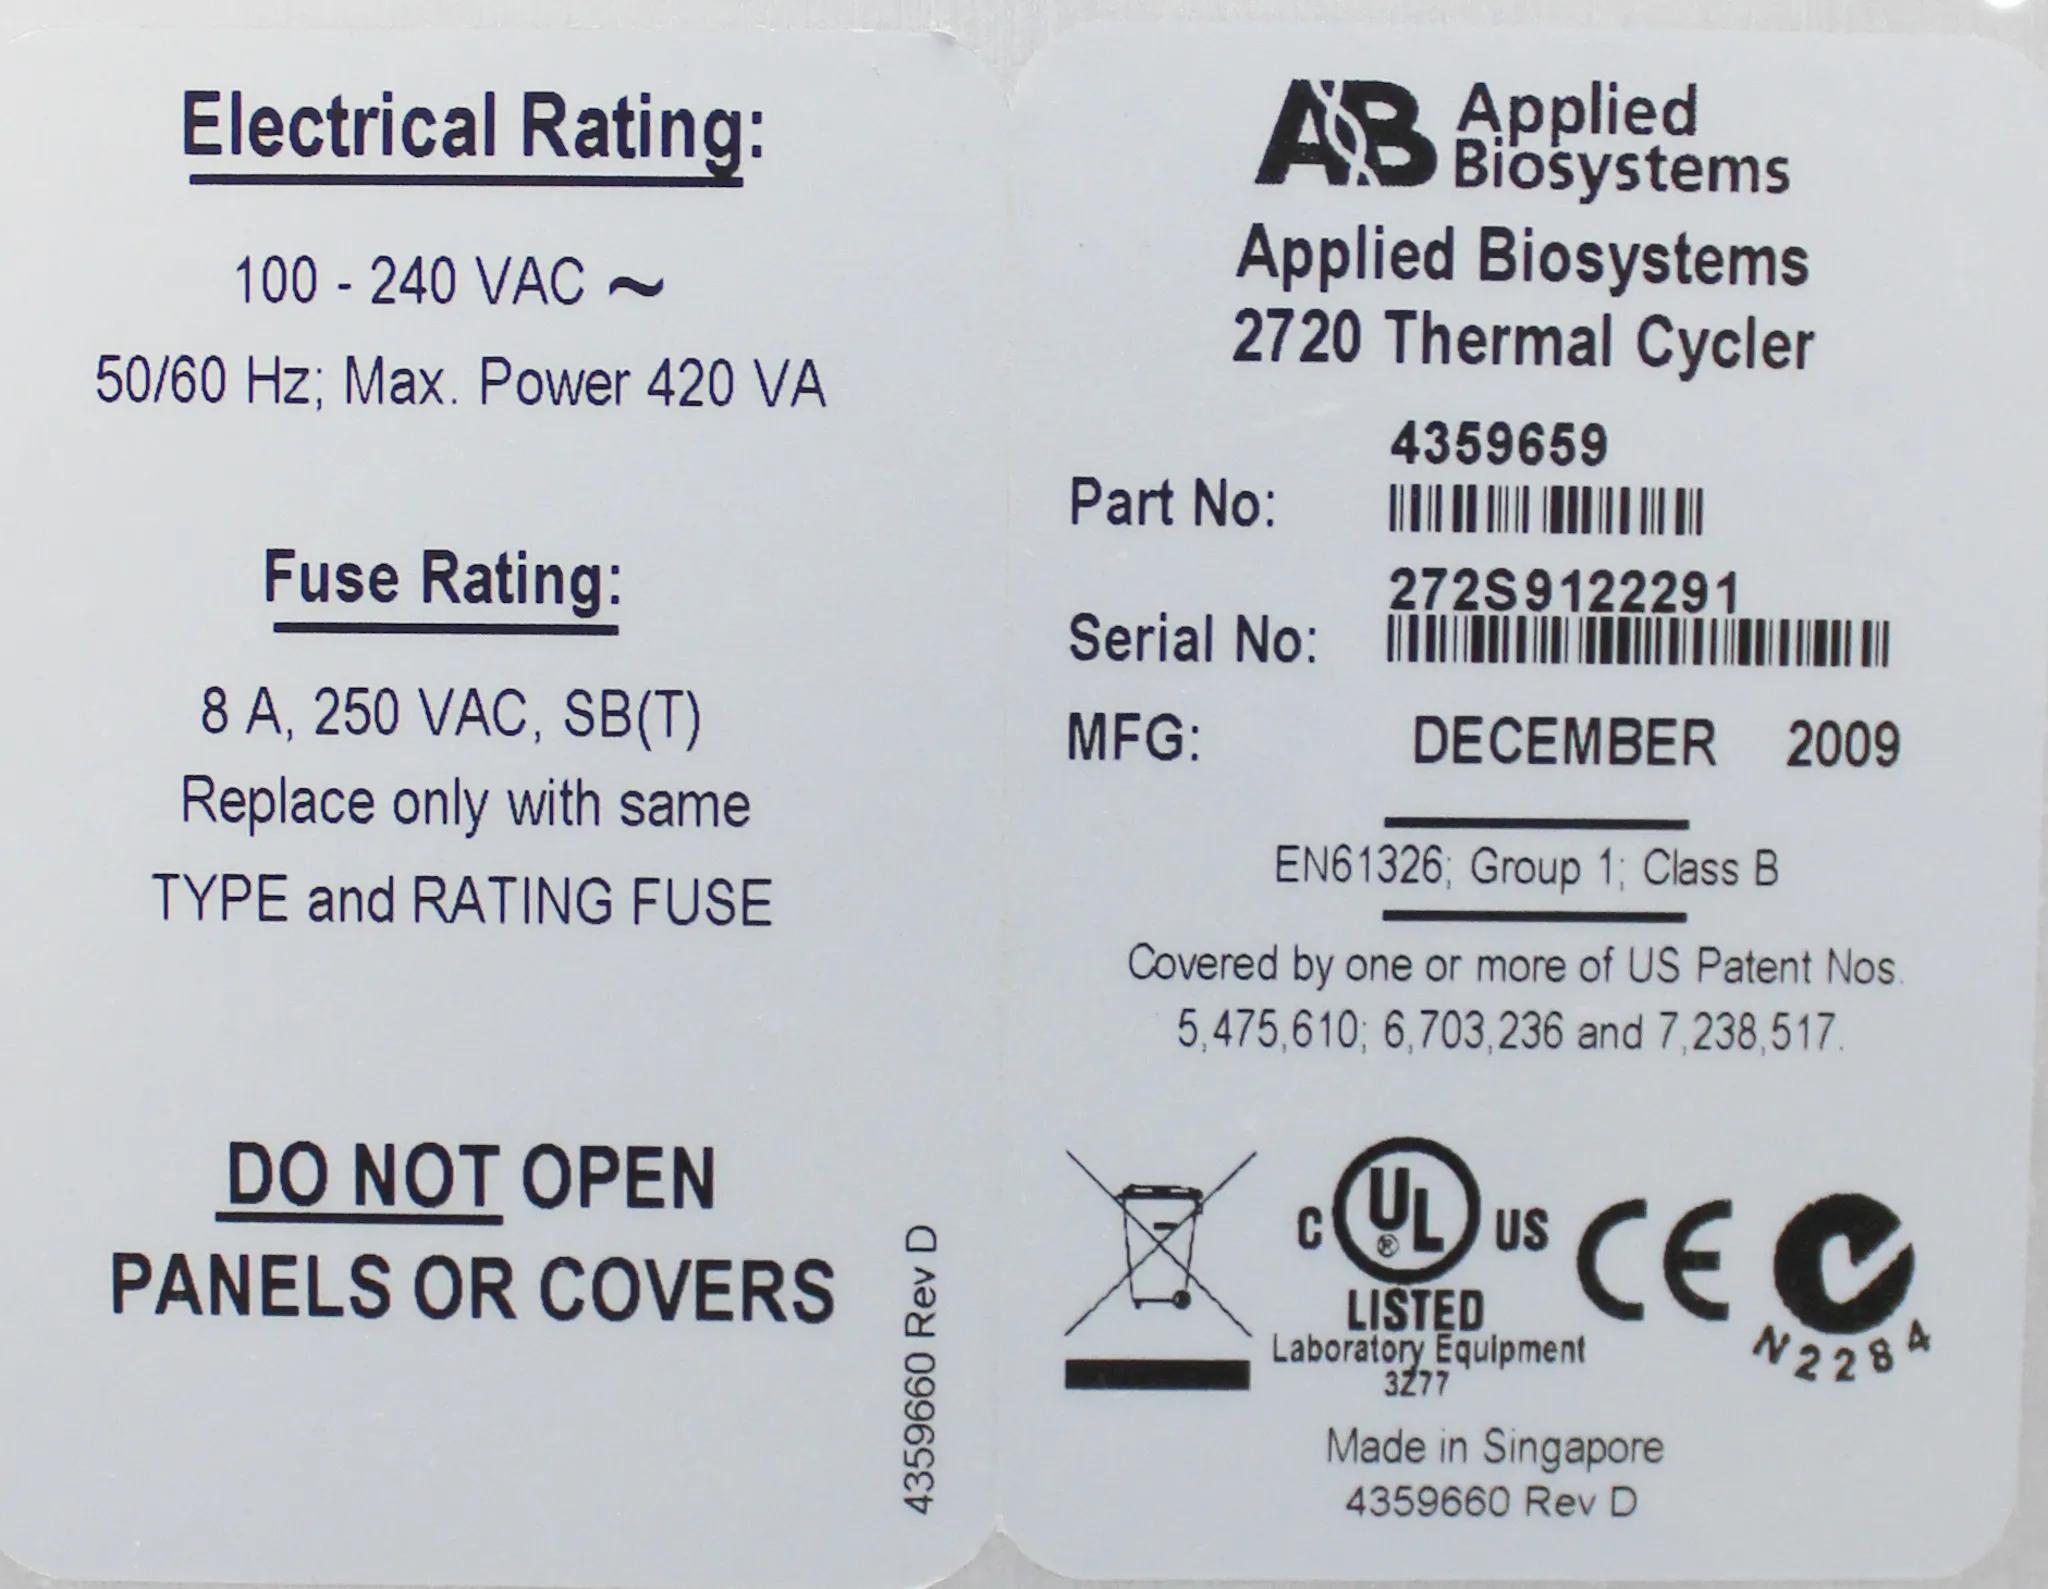 Electrical Rating:
100 - 240 VAC ~
50/60 Hz; Max. Power 420 VA
Fuse Rating:
8 A, 250 VAC, SB(T)
Replace only with same
TYPE and RATING FUSE
DO NOT OPEN
PANELS OR COVERS
4359660 Rev D
AB Applied
Biosystems
Applied Biosystems
2720 Thermal Cycler
4359659
Part No:
272S9122291
Serial No:
MFG: DECEMBER 2009
EN61326; Group 1; Class B
Covered by one or more of US Patent Nos.
5,475,610; 6,703,236 and 7,238,517.
C UL ® US
LISTED
Laboratory Equipment
3Z77
CE
N2284
Made in Singapore
4359660 Rev D